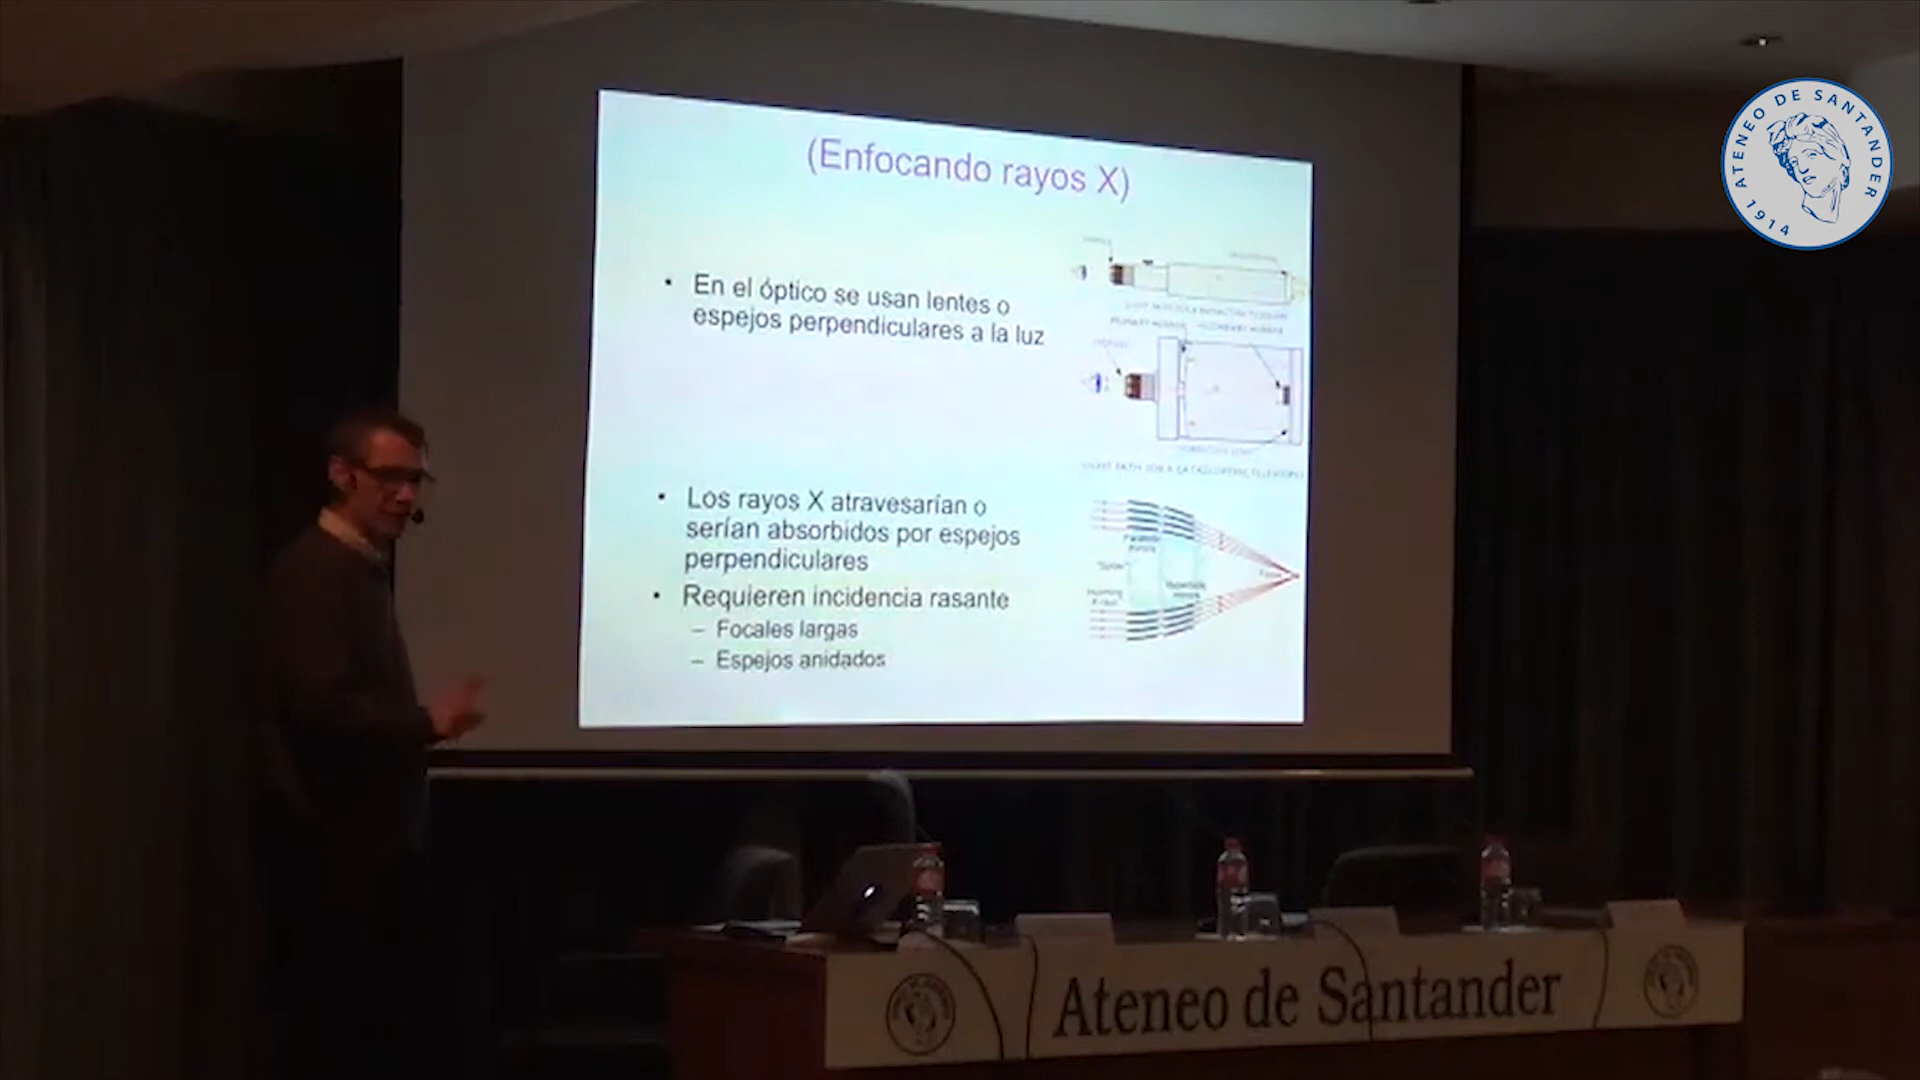 (Enfocando rayos X)
• En el óptico se usan lentes o
espejos perpendiculares a la luz
• Los rayos X atravesarían o
serían absorbidos por espejos
perpendiculares
• Requieren incidencia rasante
– Focales largas
– Espejos anidados
ATENEO DE SANTANDER
1914
Ateneo de Santander